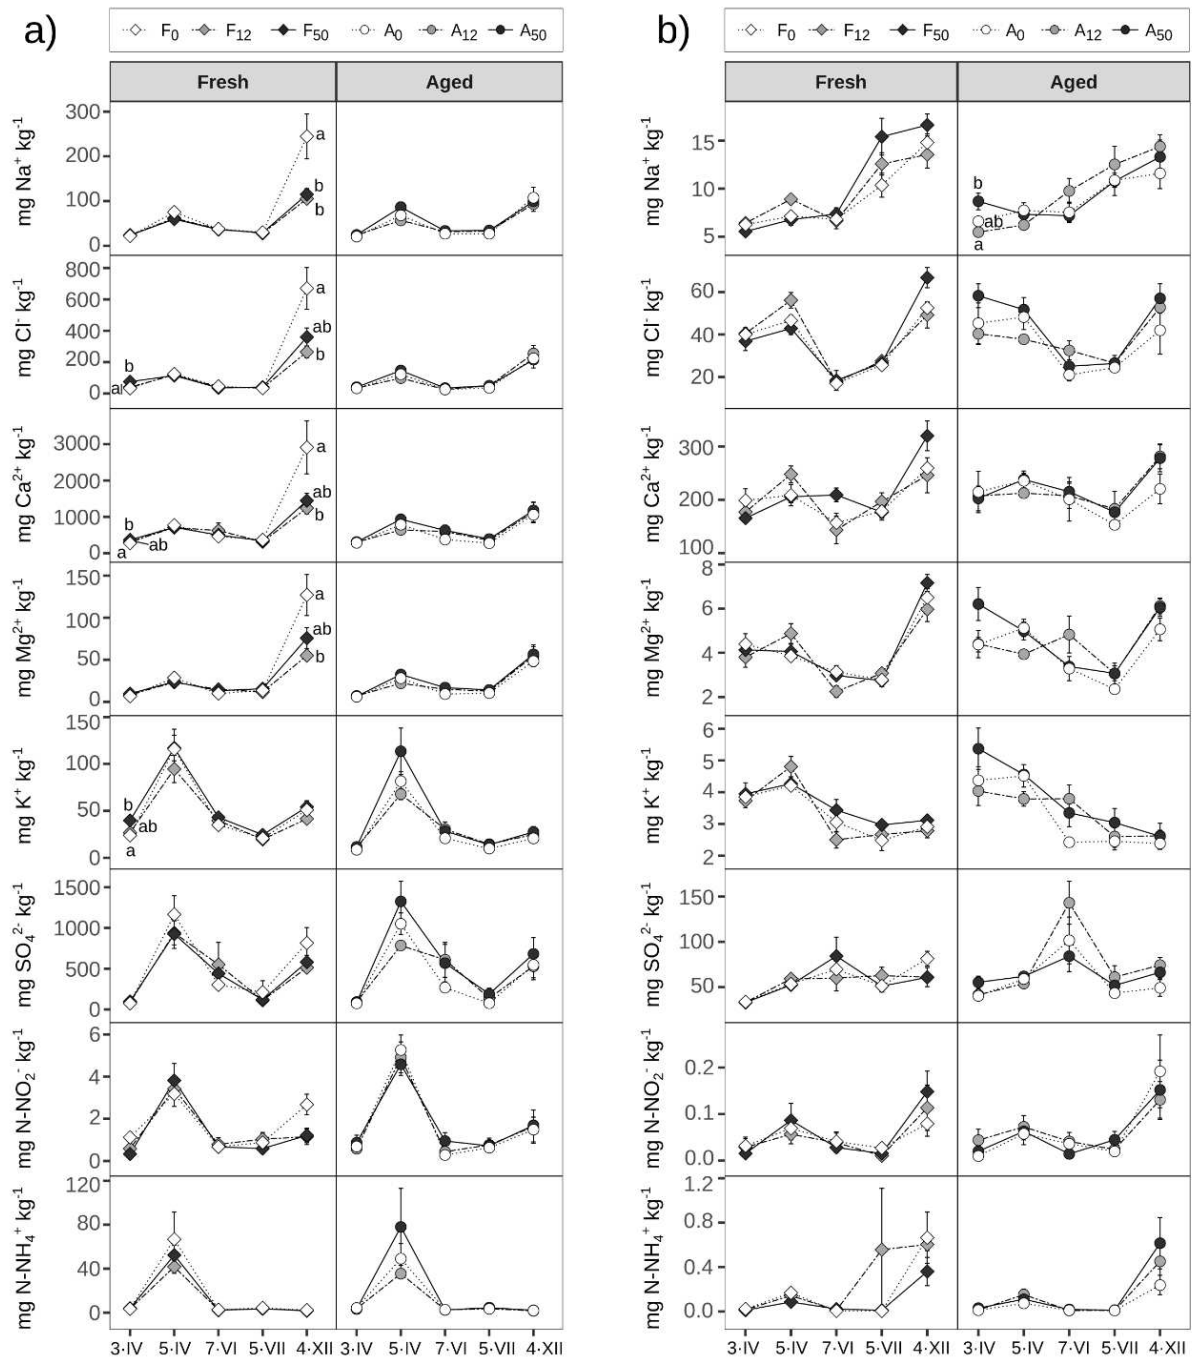 a)
F0 F12 F50 A0 A12 A50
Fresh Aged
mg Na+ kg-1
300
200
100
0
a
b
b
mg Cl- kg-1
800
600
400
200
0
b
a
a
ab
b
mg Ca2+ kg-1
3000
2000
1000
0
b
a
ab
a
ab
b
mg Mg2+ kg-1
150
100
50
0
a
ab
b
mg K+ kg-1
150
100
50
0
b
ab
a
mg SO42- kg-1
1500
1000
500
0
mg N-NO2- kg-1
6
4
2
0
mg N-NH4+ kg-1
120
80
40
0
3·IV 5·IV 7·VI 5·VII 4·XII 3·IV 5·IV 7·VI 5·VII 4·XII
b)
F0 F12 F50 A0 A12 A50
Fresh Aged
mg Na+ kg-1
15
10
5
b
ab
a
mg Cl- kg-1
60
40
20
mg Ca2+ kg-1
300
200
100
mg Mg2+ kg-1
8
6
4
2
mg K+ kg-1
6
5
4
3
2
mg SO42- kg-1
150
100
50
mg N-NO2- kg-1
0.2
0.1
0.0
mg N-NH4+ kg-1
1.2
0.8
0.4
0.0
3·IV 5·IV 7·VI 5·VII 4·XII 3·IV 5·IV 7·VI 5·VII 4·XII